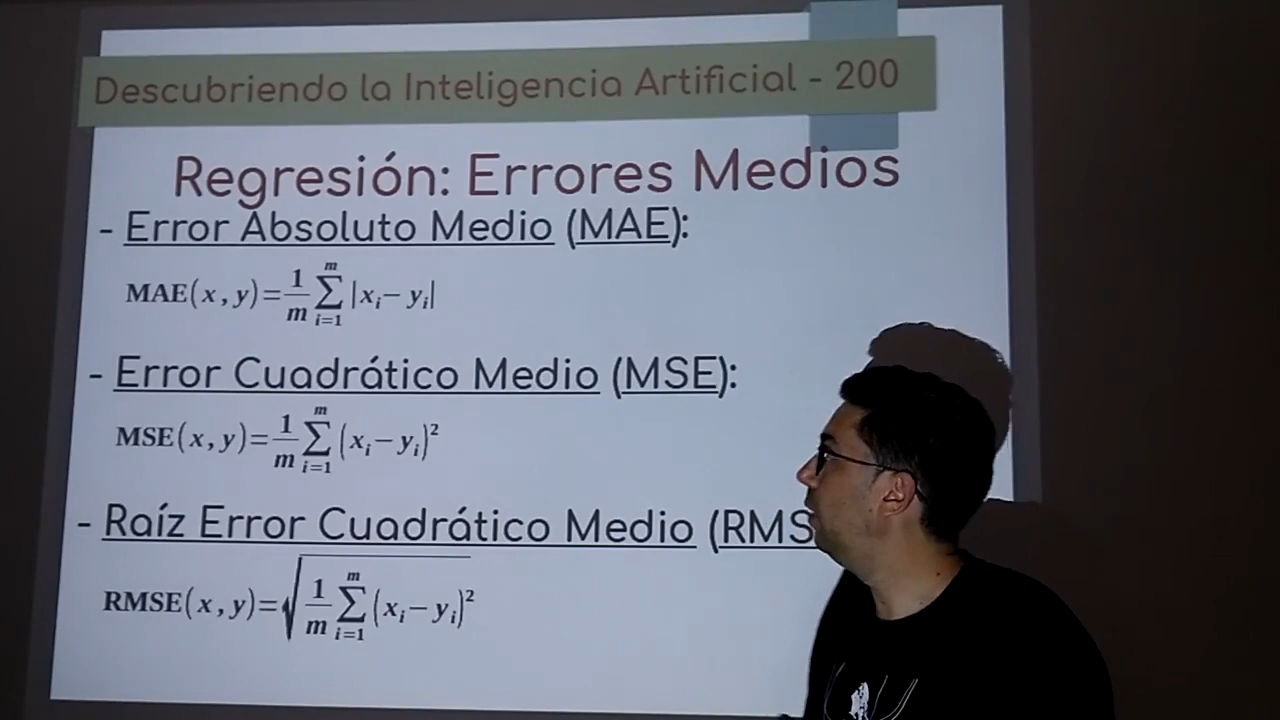 Descubriendo la Inteligencia Artificial - 200
Regresión: Errores Medios
- Error Absoluto Medio (MAE):
MAE(x, y)=1/m ∑_{i=1}^{m} |x_i − y_i|
- Error Cuadrático Medio (MSE):
MSE(x, y)=1/m ∑_{i=1}^{m} (x_i − y_i)²
- Raíz Error Cuadrático Medio (RMS
RMSE(x, y)=√(1/m ∑_{i=1}^{m} (x_i − y_i)²)